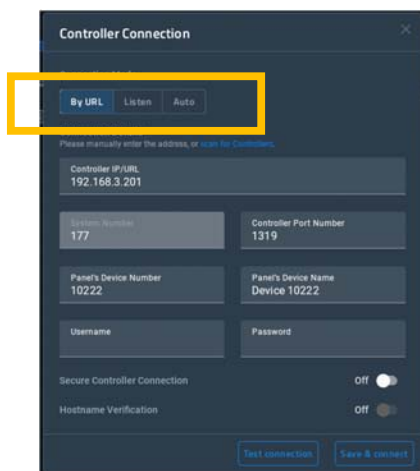 Controller Connection
By URL Listen Auto
Please manually enter the address, or scan for Controllers.
Controller IP/URL
192.168.3.201
System Number
177
Controller Port Number
1319
Panel's Device Number
10222
Panel's Device Name
Device 10222
Username
Password
Secure Controller Connection
Off
Hostname Verification
Off
Test connection
Save & connect